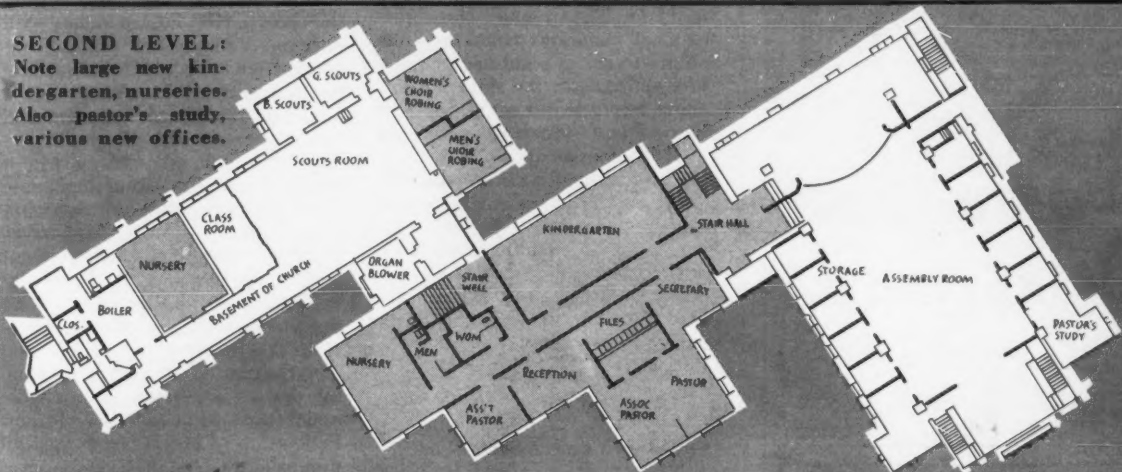 SECOND LEVEL:
Note large new kin-
dergarten, nurseries.
Also pastor's study,
various new offices.
G. SCOUTS
B. SCOUTS
WOMEN'S
CHOIR
ROBING
MEN'S
CHOIR
ROBING
SCOUTS ROOM
CLASS
ROOM
NURSERY
BOILER
CLOS.
BASEMENT OF CHURCH
ORGAN
BLOWER
STAIR
WELL
KINDERGARTEN
STAIR HALL
SECRETARY
FILES
NURSERY
MEN
WOM
RECEPTION
ASS'T
PASTOR
ASSOC
PASTOR
PASTOR
STORAGE
ASSEMBLY ROOM
PASTOR'S
STUDY